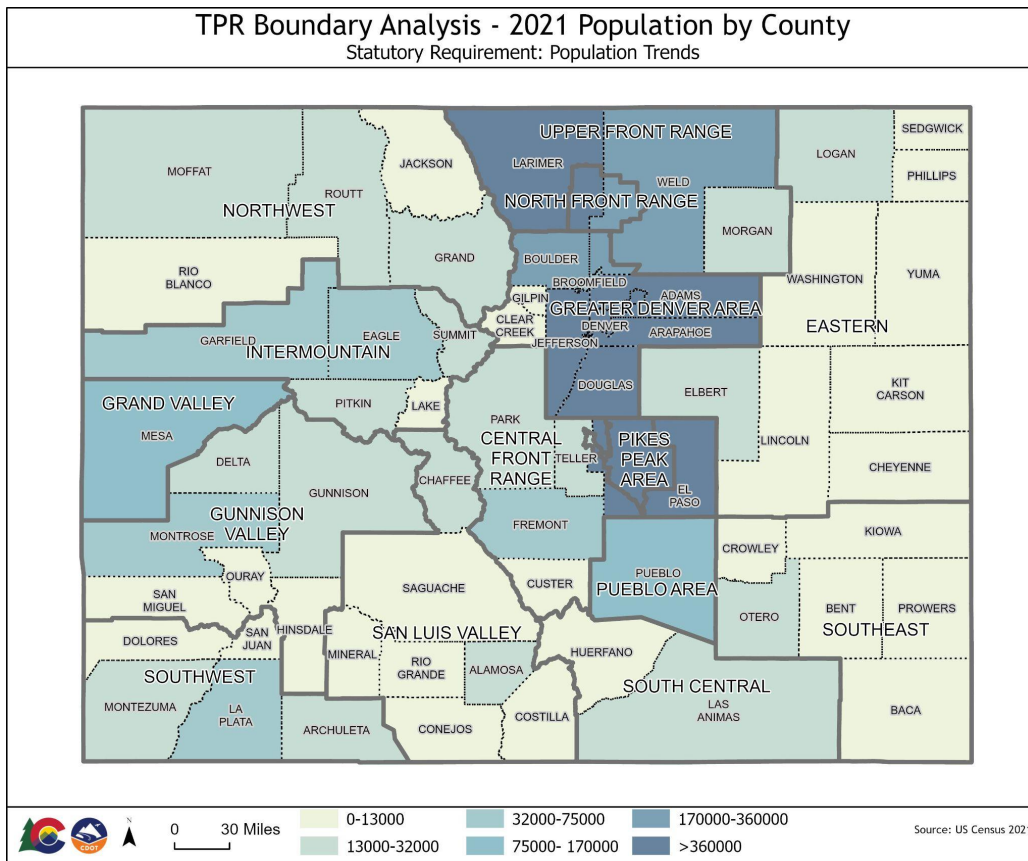 TPR Boundary Analysis - 2021 Population by County
Statutory Requirement: Population Trends
UPPER FRONT RANGE
SEDGWICK
LOGAN
JACKSON
LARIMER
MOFFAT
PHILLIPS
WELD
ROUTT
NORTH FRONT RANGE
NORTHWEST
MORGAN
GRAND
BOULDER
RIO
BLANCO
WASHINGTON
YUMA
BROOMFIELD
GILPIN
ADAMS
GREATER DENVER AREA
CLEAR
CREEK
DENVER
ARAPAHOE
EASTERN
GARFIELD
EAGLE
SUMMIT
JEFFERSON
INTERMOUNTAIN
DOUGLAS
KIT
CARSON
ELBERT
PITKIN
LAKE
GRAND VALLEY
MESA
PARK
LINCOLN
CENTRAL
FRONT
RANGE
PIKES
PEAK
AREA
TELLER
DELTA
CHEYENNE
CHAFFEE
GUNNISON
EL
PASO
GUNNISON
VALLEY
MONTROSE
FREMONT
KIOWA
CROWLEY
OURAY
PUEBLO
PUEBLO AREA
SAN
MIGUEL
SAGUACHE
CUSTER
OTERO
BENT
PROWERS
SOUTHEAST
DOLORES
SAN
JUAN
HINSDALE
SAN LUIS VALLEY
MINERAL
HUERFANO
RIO
GRANDE
ALAMOSA
SOUTHWEST
SOUTH CENTRAL
MONTEZUMA
LA
PLATA
LAS
ANIMAS
COSTILLA
BACA
ARCHULETA
CONEJOS
CDOT
N
0 30 Miles
0-13000
32000-75000
170000-360000
13000-32000
75000- 170000
>360000
Source: US Census 2021